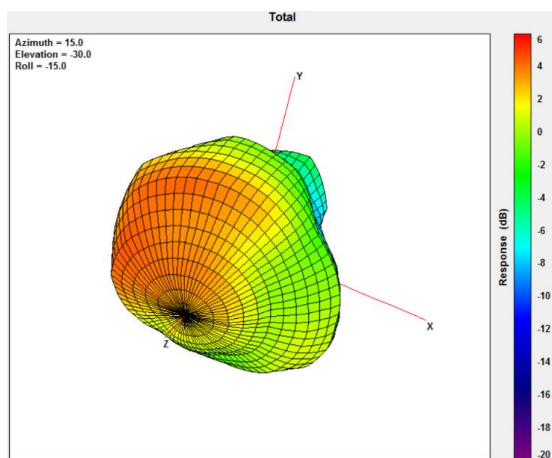 Total
Azimuth = 15.0
Elevation = -30.0
Roll = -15.0
Y
X
Z
Response (dB)
6
4
2
0
-2
-4
-6
-8
-10
-12
-14
-16
-18
-20